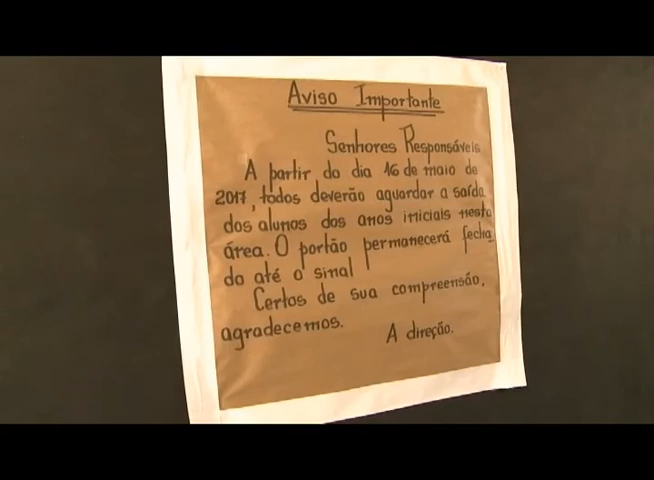 Aviso Importante
Senhores Responsáveis
A partir do dia 16 de maio de
2017, todos deverão aguardar a saída
dos alunos dos anos iniciais nesta
área. O portão permanecerá fecha
do até o sinal
Certos de sua compreensão,
agradecemos.
A direção.